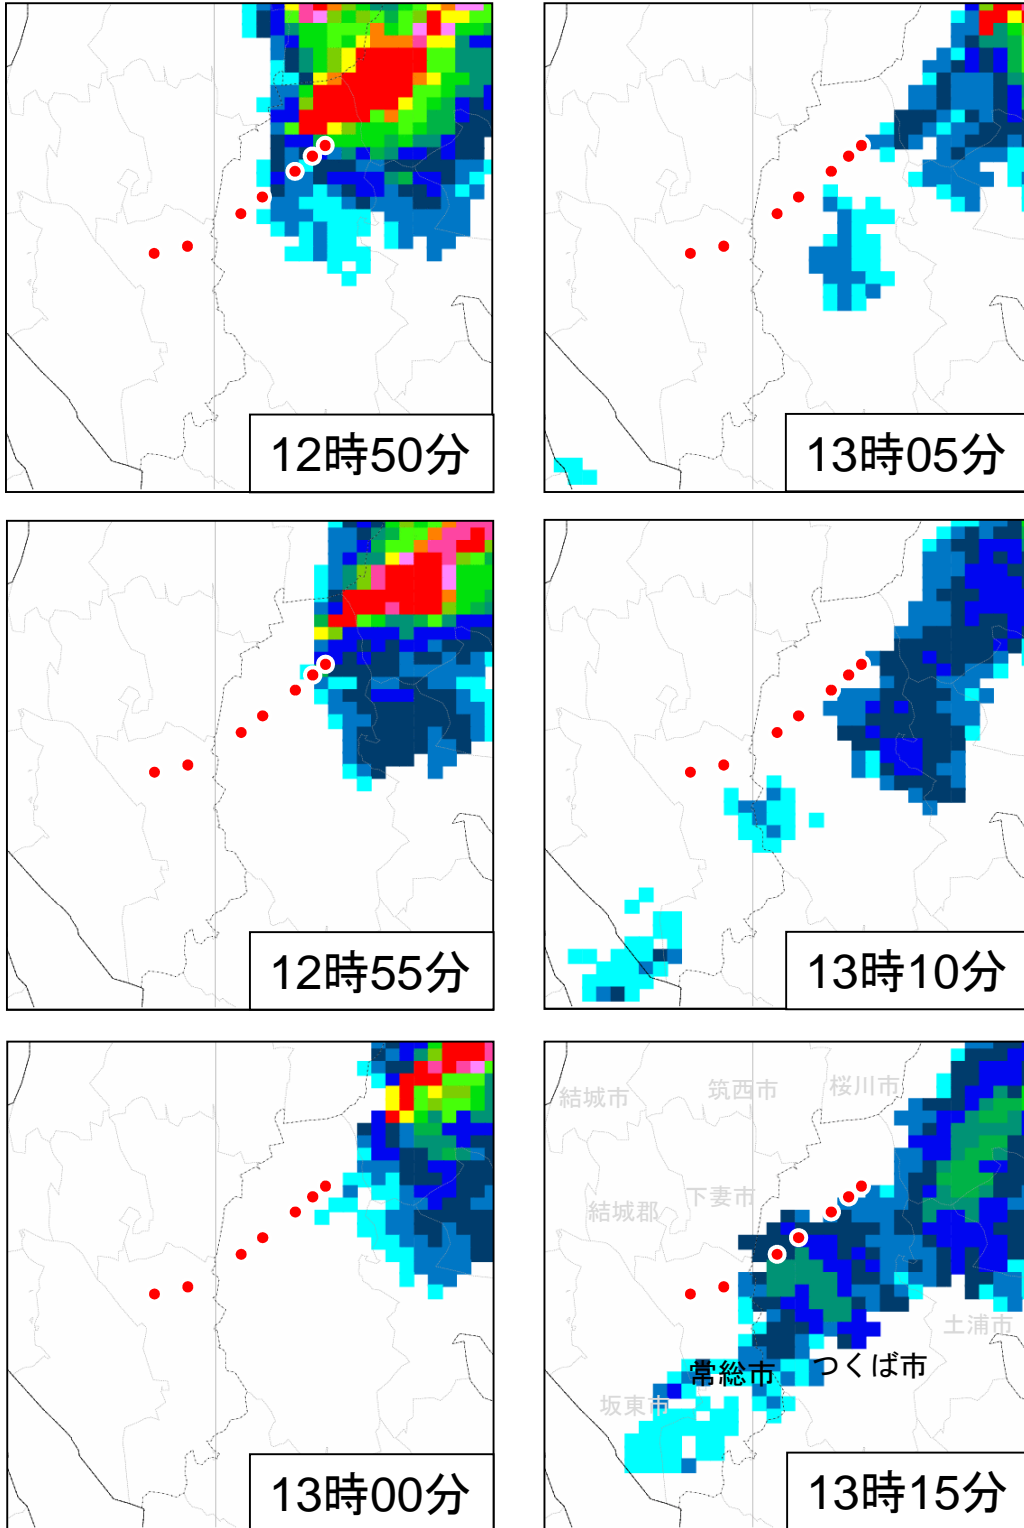 12時50分
13時05分
12時55分
13時10分
13時00分
結城市
筑西市
桜川市
結城郡
下妻市
土浦市
常総市
つくば市
坂東市
13時15分